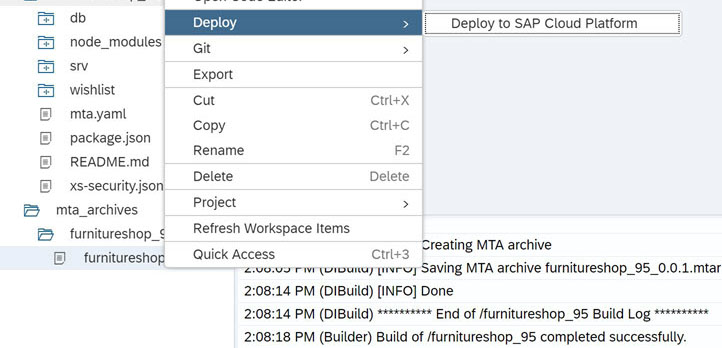 Open Code Editor
db
Deploy >
Deploy to SAP Cloud Platform
node_modules
Git >
srv
Export
wishlist
Cut Ctrl+X
mta.yaml
Copy Ctrl+C
package.json
Rename F2
README.md
Delete Delete
xs-security.json
Project >
mta_archives
Refresh Workspace Items
furnitureshop_9
Quick Access Ctrl+3
furnitureshop
Creating MTA archive
2:08:05 PM (DIBuild) [INFO] Saving MTA archive furnitureshop_95_0.0.1.mtar
2:08:14 PM (DIBuild) [INFO] Done
2:08:14 PM (DIBuild) ********** End of /furnitureshop_95 Build Log **********
2:08:18 PM (Builder) Build of /furnitureshop_95 completed successfully.